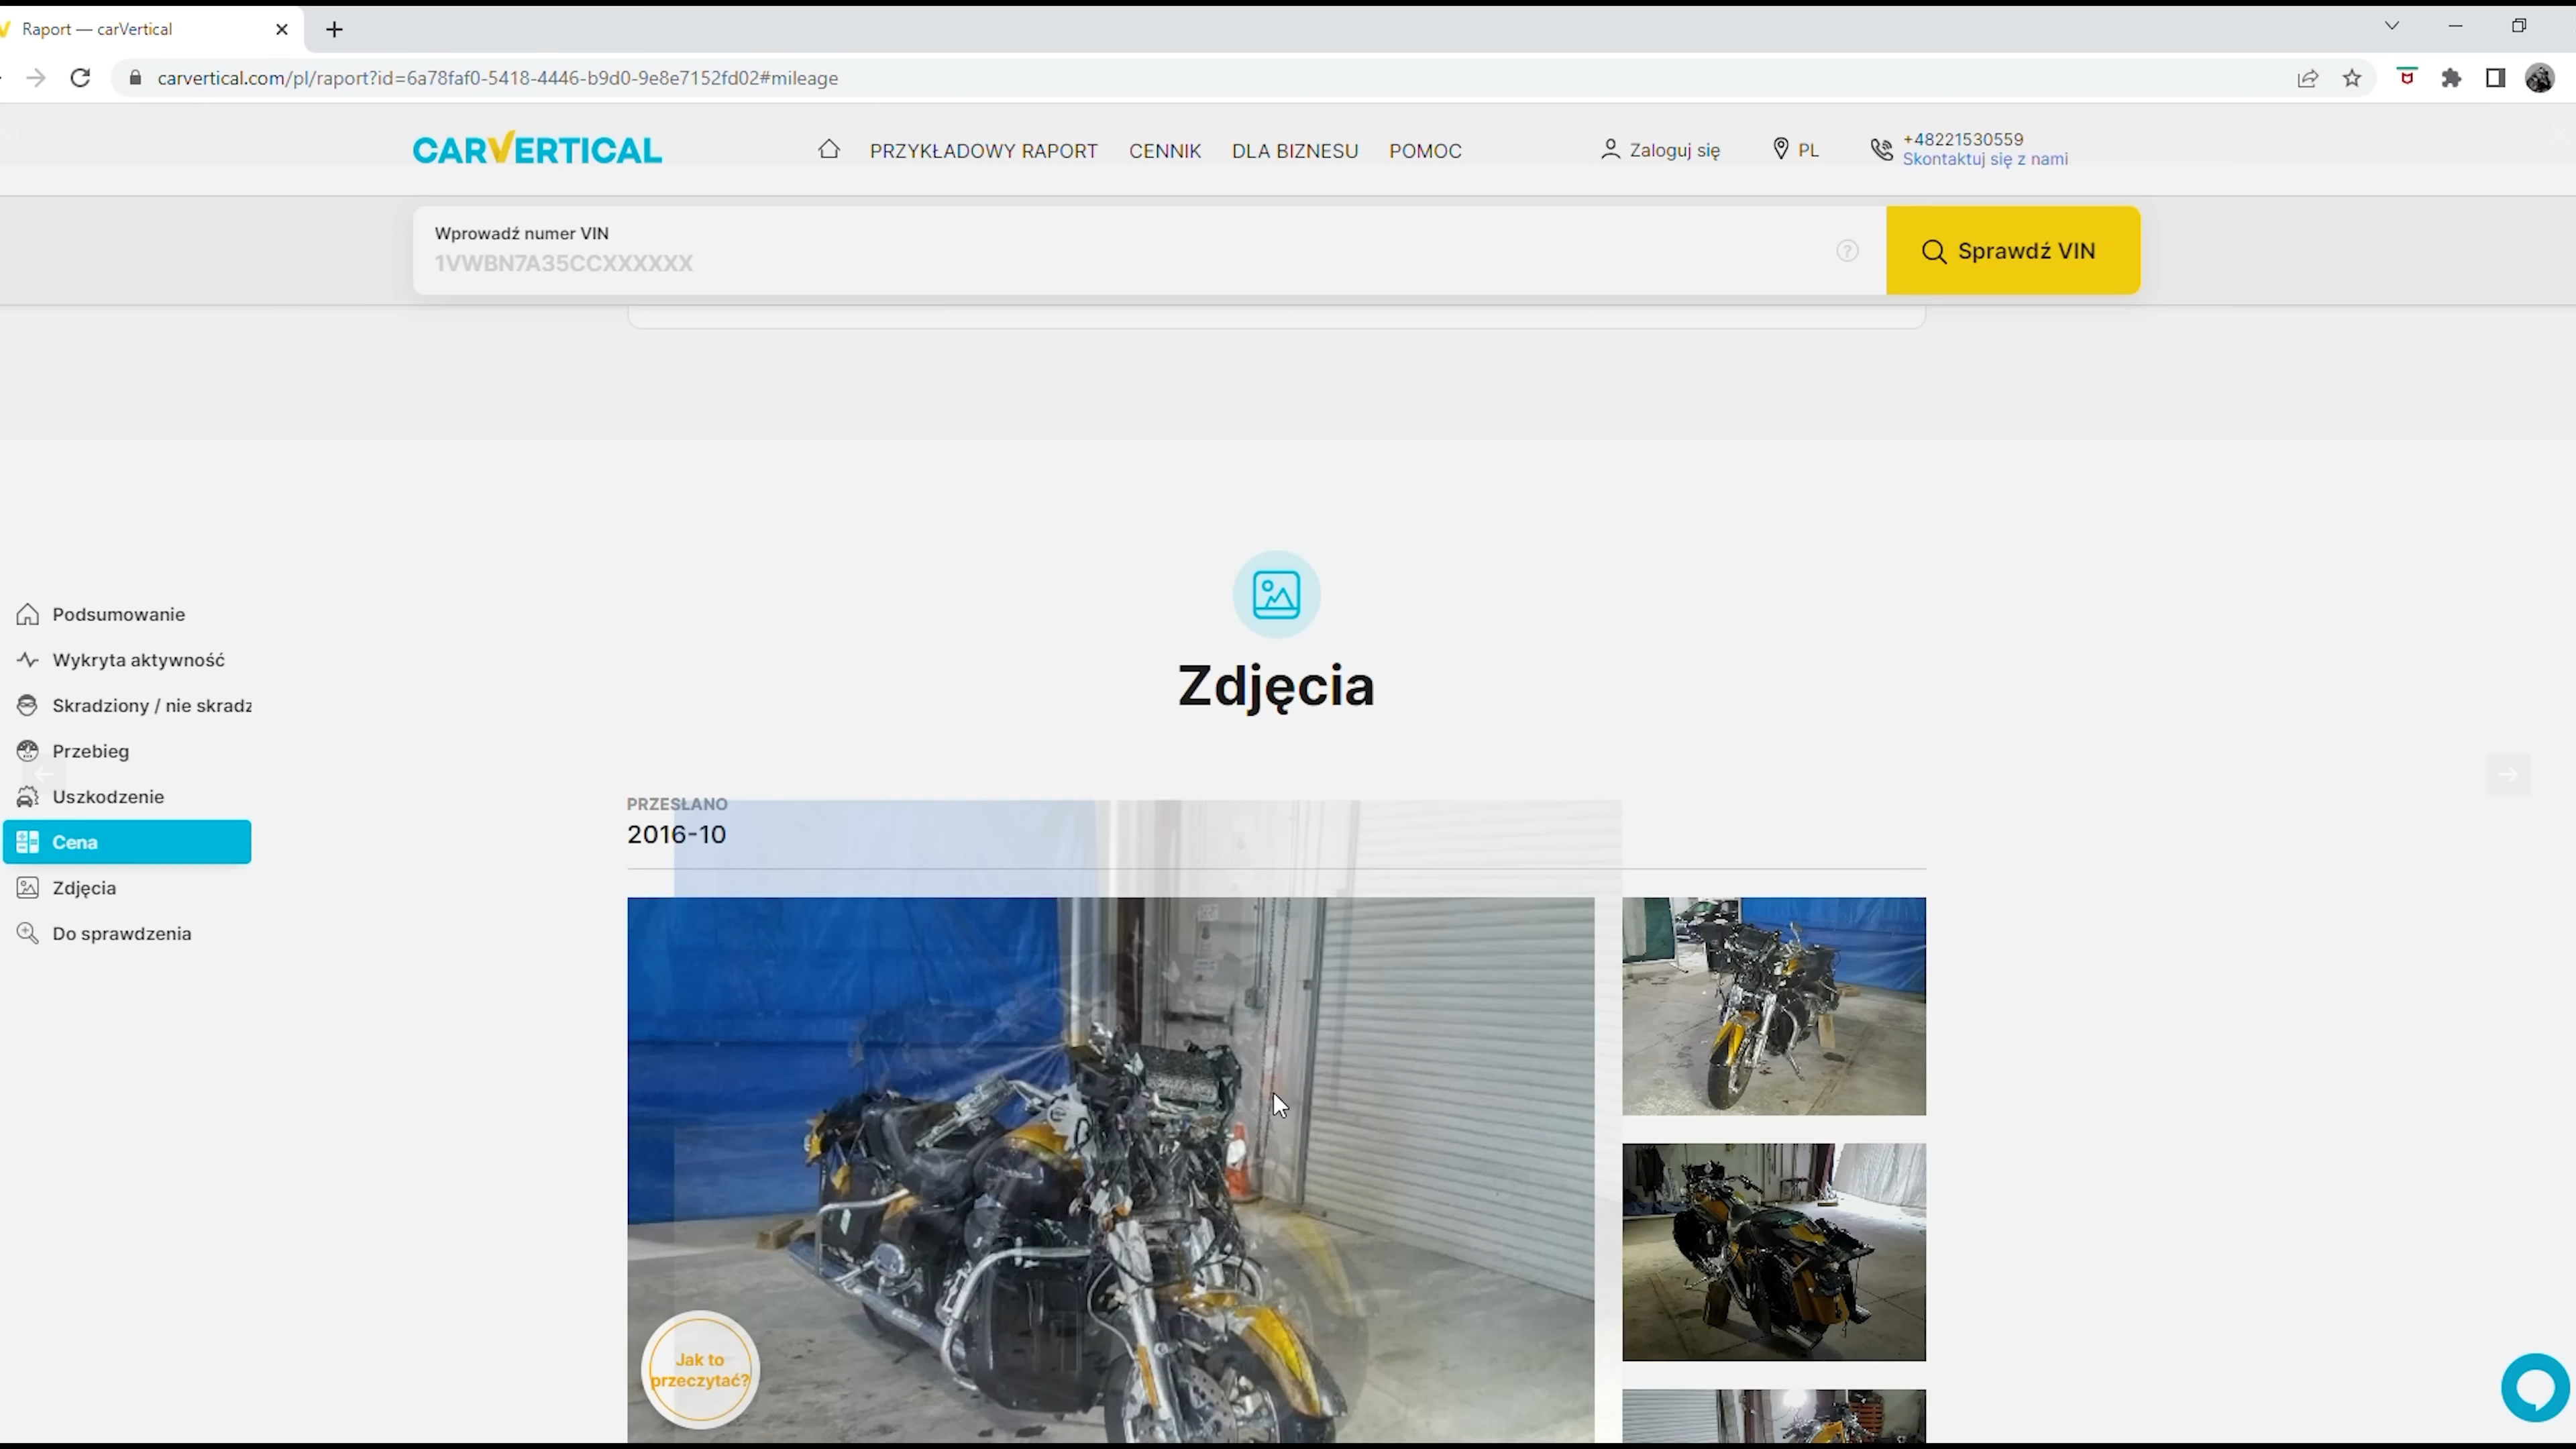 Raport — carVertical
carvertical.com/pl/raport?id=6a78faf0-5418-4446-b9d0-9e8e7152fd02#mileage
CARVERTICAL
PRZYKŁADOWY RAPORT
CENNIK
DLA BIZNESU
POMOC
Zaloguj się
PL
+48221530559
Skontaktuj się z nami
Wprowadź numer VIN
1VWBN7A35CCXXXXXX
?
Sprawdź VIN
Podsumowanie
Wykryta aktywność
Skradziony / nie skradz
Przebieg
Uszkodzenie
Cena
Zdjęcia
Do sprawdzenia
Zdjęcia
PRZESŁANO
2016-10
Jak to
przeczytać?